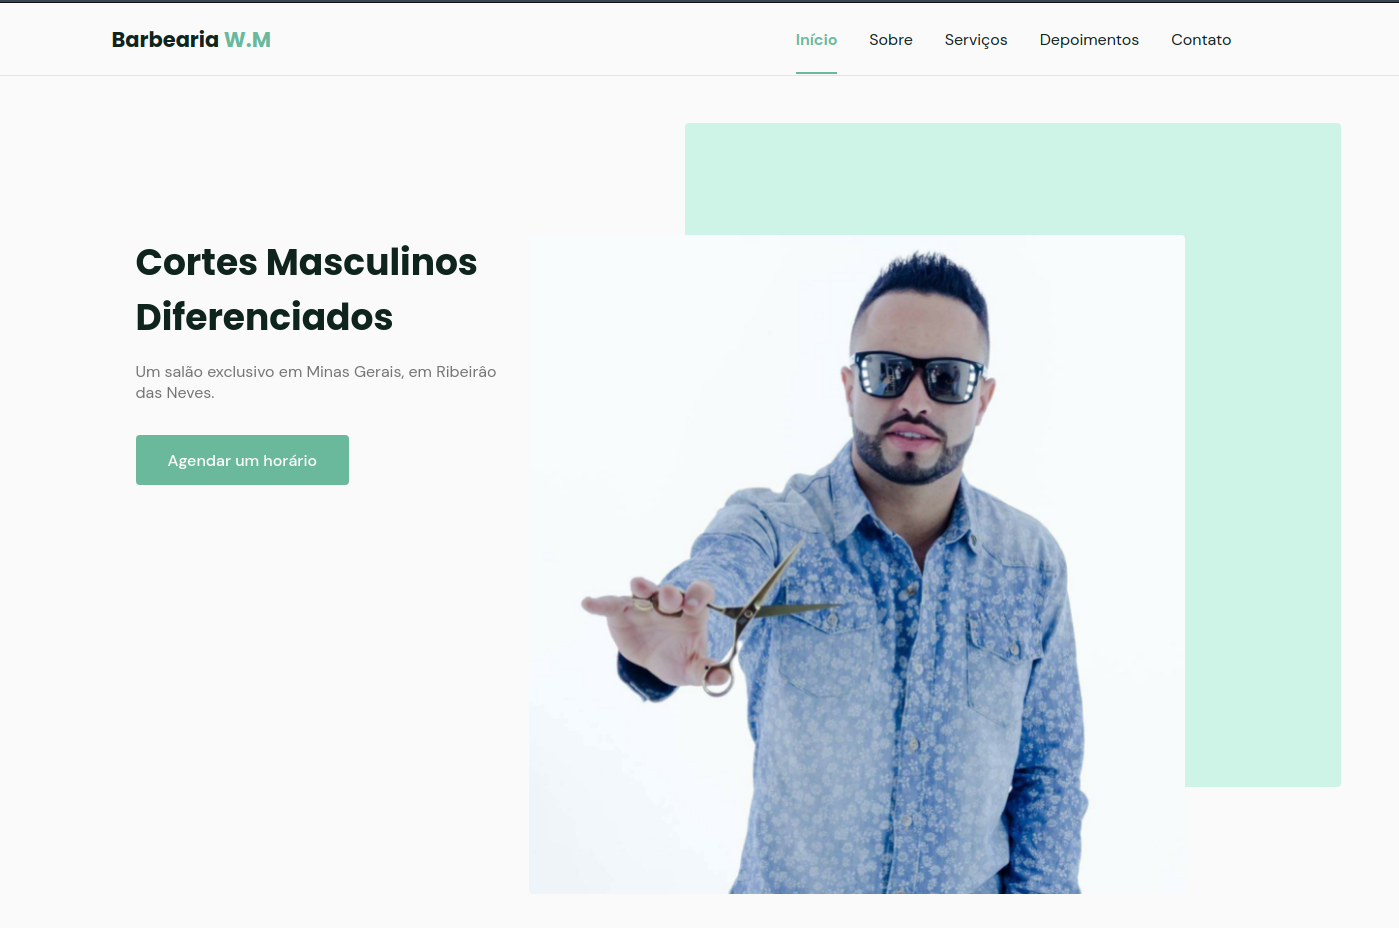 Barbearia W.M
Início Sobre Serviços Depoimentos Contato
Cortes Masculinos
Diferenciados
Um salão exclusivo em Minas Gerais, em Ribeirâo
das Neves.
Agendar um horário